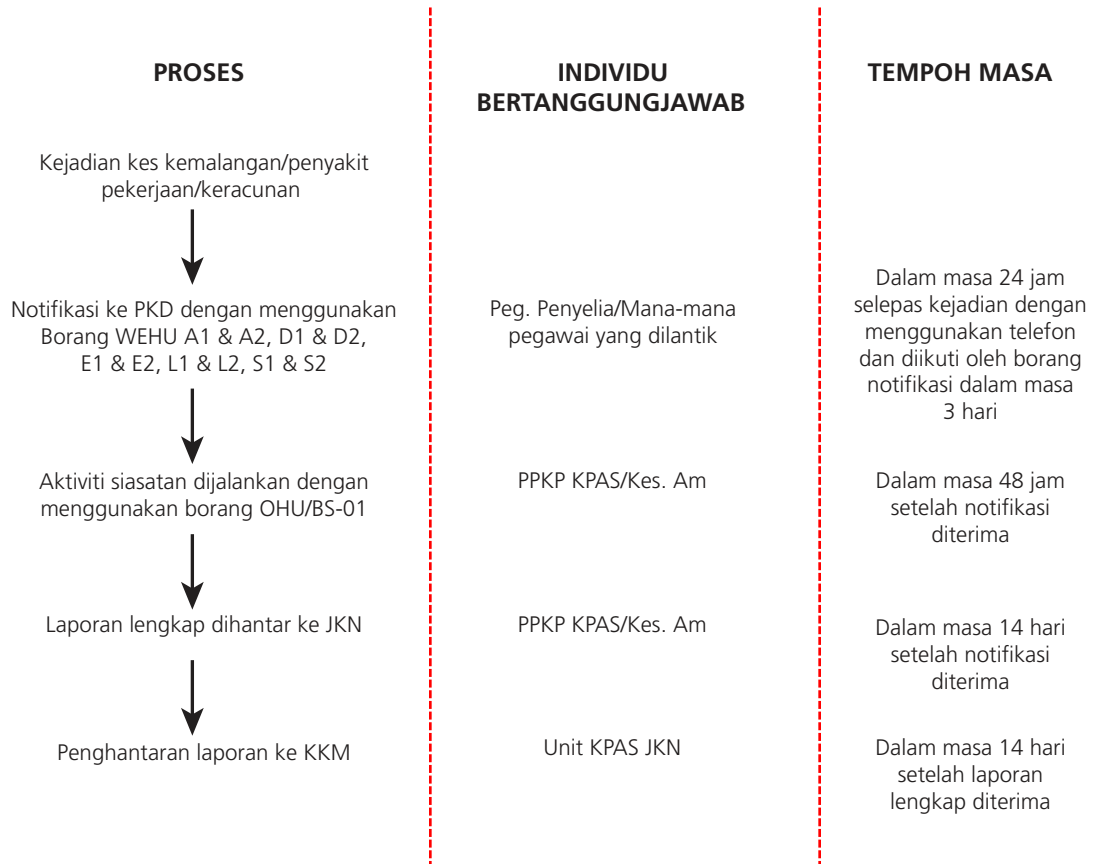 PROSES
INDIVIDU
BERTANGGUNGJAWAB
TEMPOH MASA
Kejadian kes kemalangan/penyakit
pekerjaan/keracunan
Notifikasi ke PKD dengan menggunakan
Borang WEHU A1 & A2, D1 & D2,
E1 & E2, L1 & L2, S1 & S2
Peg. Penyelia/Mana-mana
pegawai yang dilantik
Dalam masa 24 jam
selepas kejadian dengan
menggunakan telefon
dan diikuti oleh borang
notifikasi dalam masa
3 hari
Aktiviti siasatan dijalankan dengan
menggunakan borang OHU/BS-01
PPKP KPAS/Kes. Am
Dalam masa 48 jam
setelah notifikasi
diterima
Laporan lengkap dihantar ke JKN
PPKP KPAS/Kes. Am
Dalam masa 14 hari
setelah notifikasi
diterima
Penghantaran laporan ke KKM
Unit KPAS JKN
Dalam masa 14 hari
setelah laporan
lengkap diterima